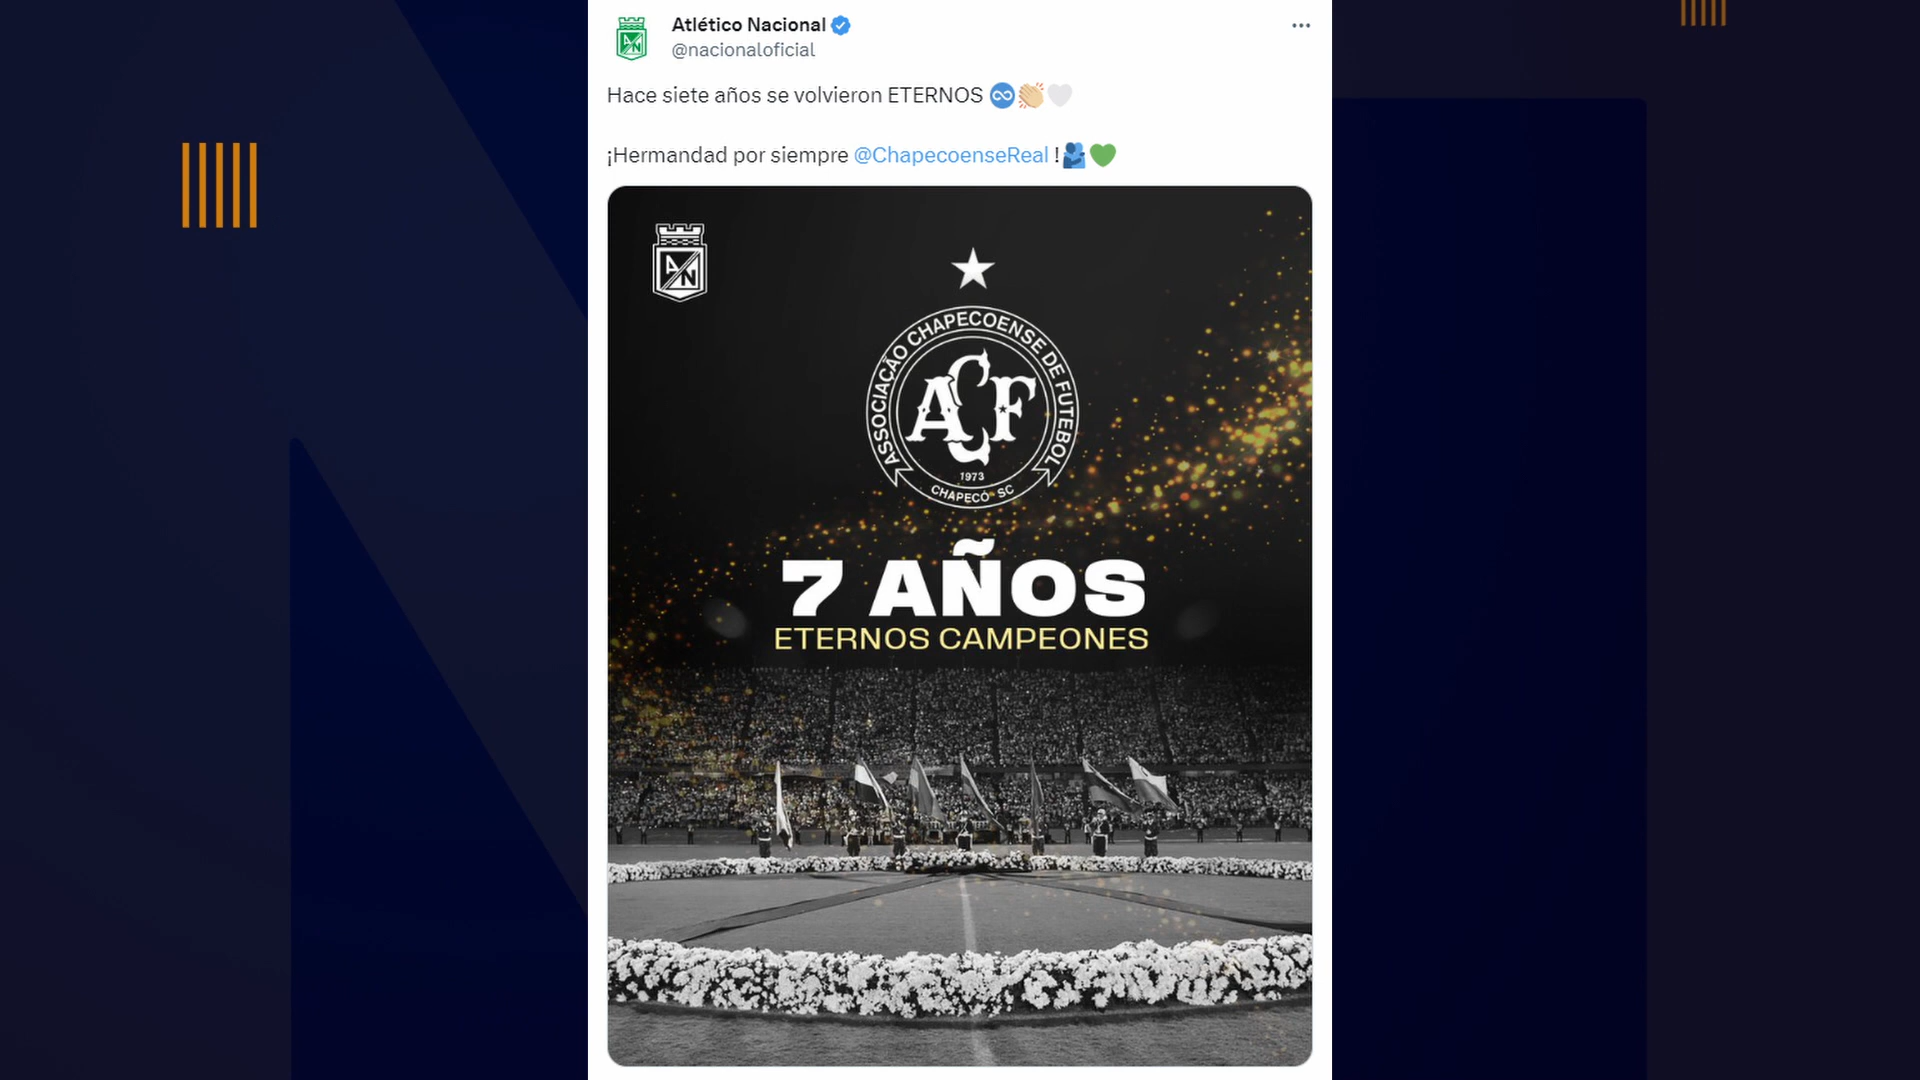 Atlético Nacional
@nacionaloficial
Hace siete años se volvieron ETERNOS ♾️👏🏻🤍
¡Hermandad por siempre @ChapecoenseReal !🫂💚
AN
ASSOCIAÇÃO CHAPECOENSE DE FUTEBOL
ACF
1973
CHAPECÓ SC
7 AÑOS
ETERNOS CAMPEONES